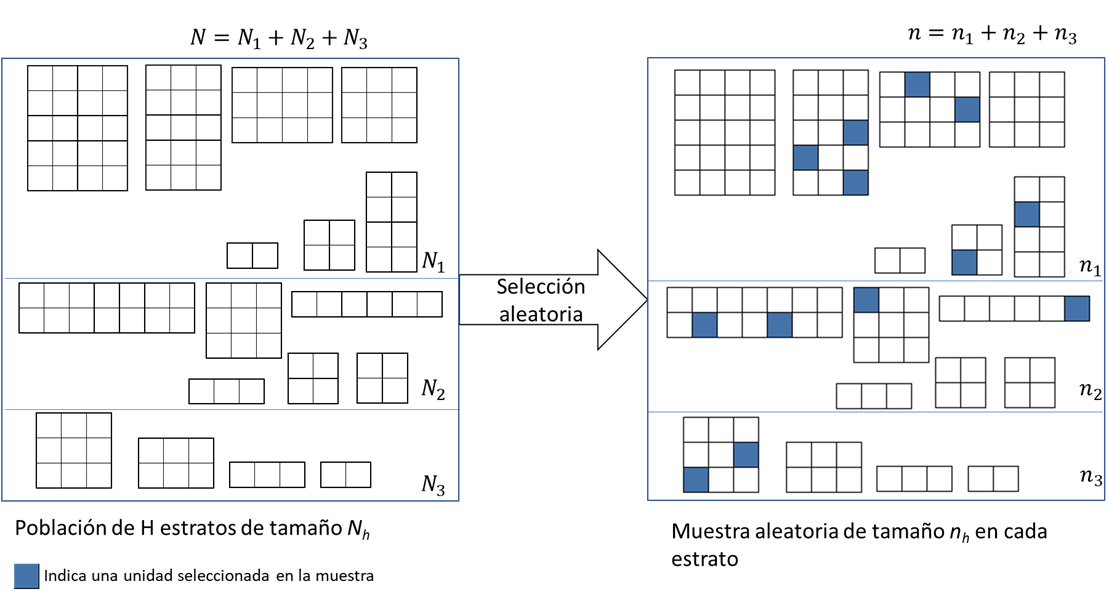 N = N₁ + N₂ + N₃
n = n₁ + n₂ + n₃
N₁
n₁
Selección
aleatoria
N₂
n₂
N₃
n₃
Población de H estratos de tamaño Nₕ
Muestra aleatoria de tamaño nₕ en cada
estrato
Indica una unidad seleccionada en la muestra